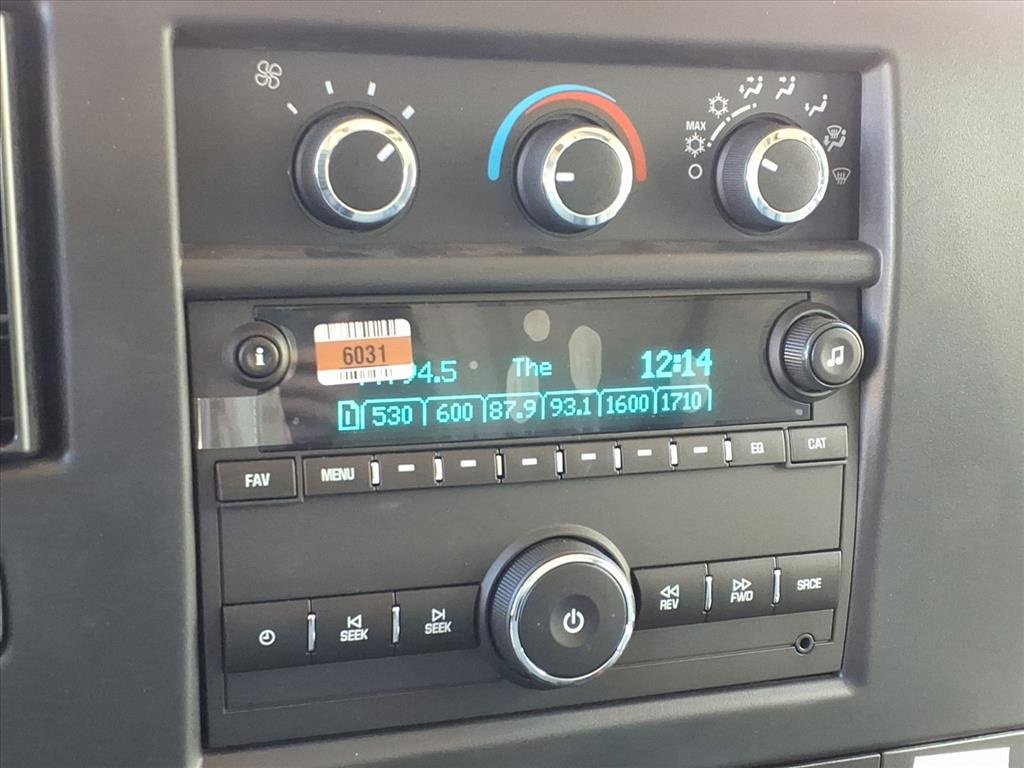 MAX
6031
94.5 The 12:14
530 600 87.9 93.1 1600 1710
i
FAV MENU EQ CAT
SEEK SEEK REV FWD SRCE